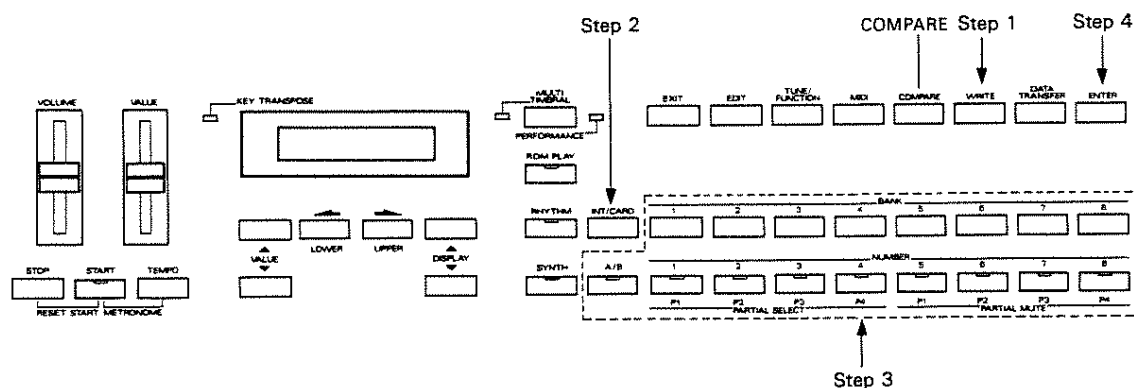 Step 2 COMPARE Step 1 Step 4
VOLUME VALUE KEY TRANSPOSE MULTI TIMBRAL EXIT EDIT TUNE/FUNCTION MIDI COMPARE WRITE DATA TRANSFER ENTER
PERFORMANCE
ROM PLAY
BANK
RHYTHM INT/CARD 1 2 3 4 5 6 7 8
VALUE LOWER UPPER DISPLAY
NUMBER
STOP START TEMPO SYNTH A/B 1 2 3 4 5 6 7 8
RESET START METRONOME
P1 P2 P3 P4 P1 P2 P3 P4
PARTIAL SELECT PARTIAL MUTE
Step 3